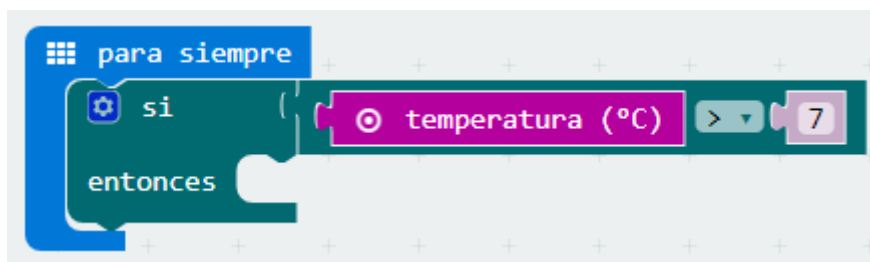 para siempre
si temperatura (°C) > 7
entonces